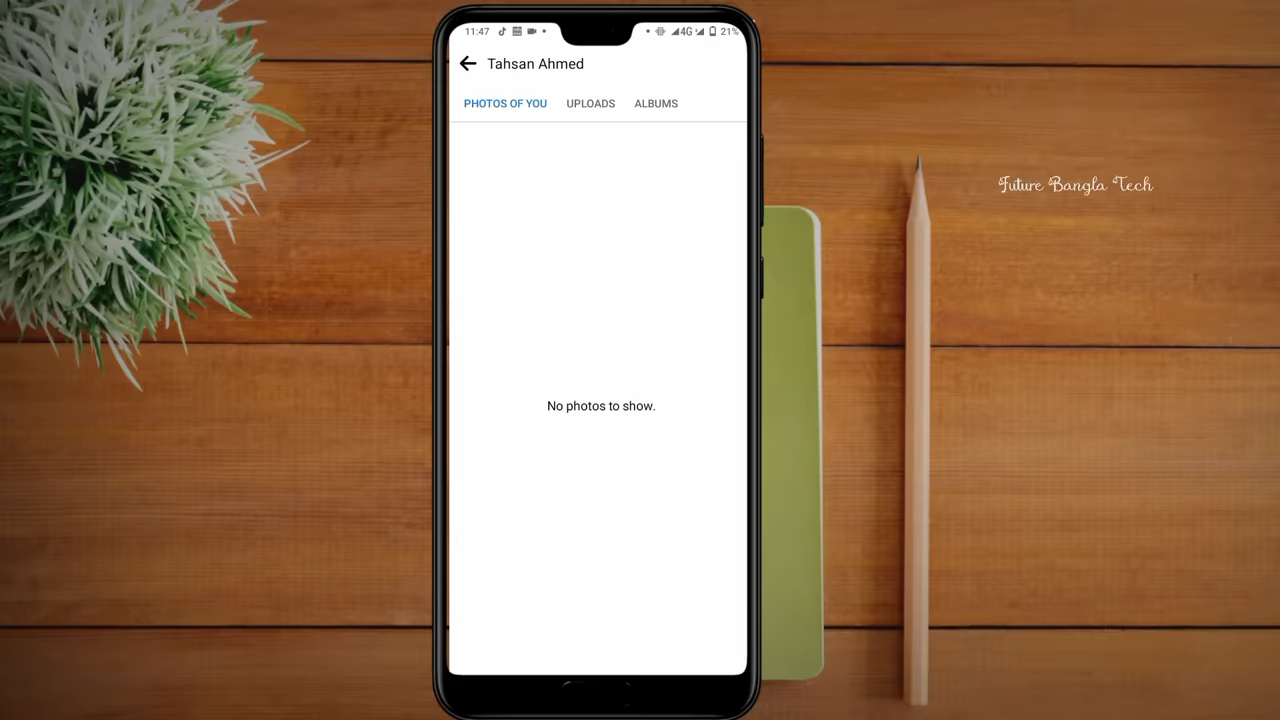 11:47
4G
21%
Tahsan Ahmed
PHOTOS OF YOU
UPLOADS
ALBUMS
No photos to show.
Future Bangla Tech